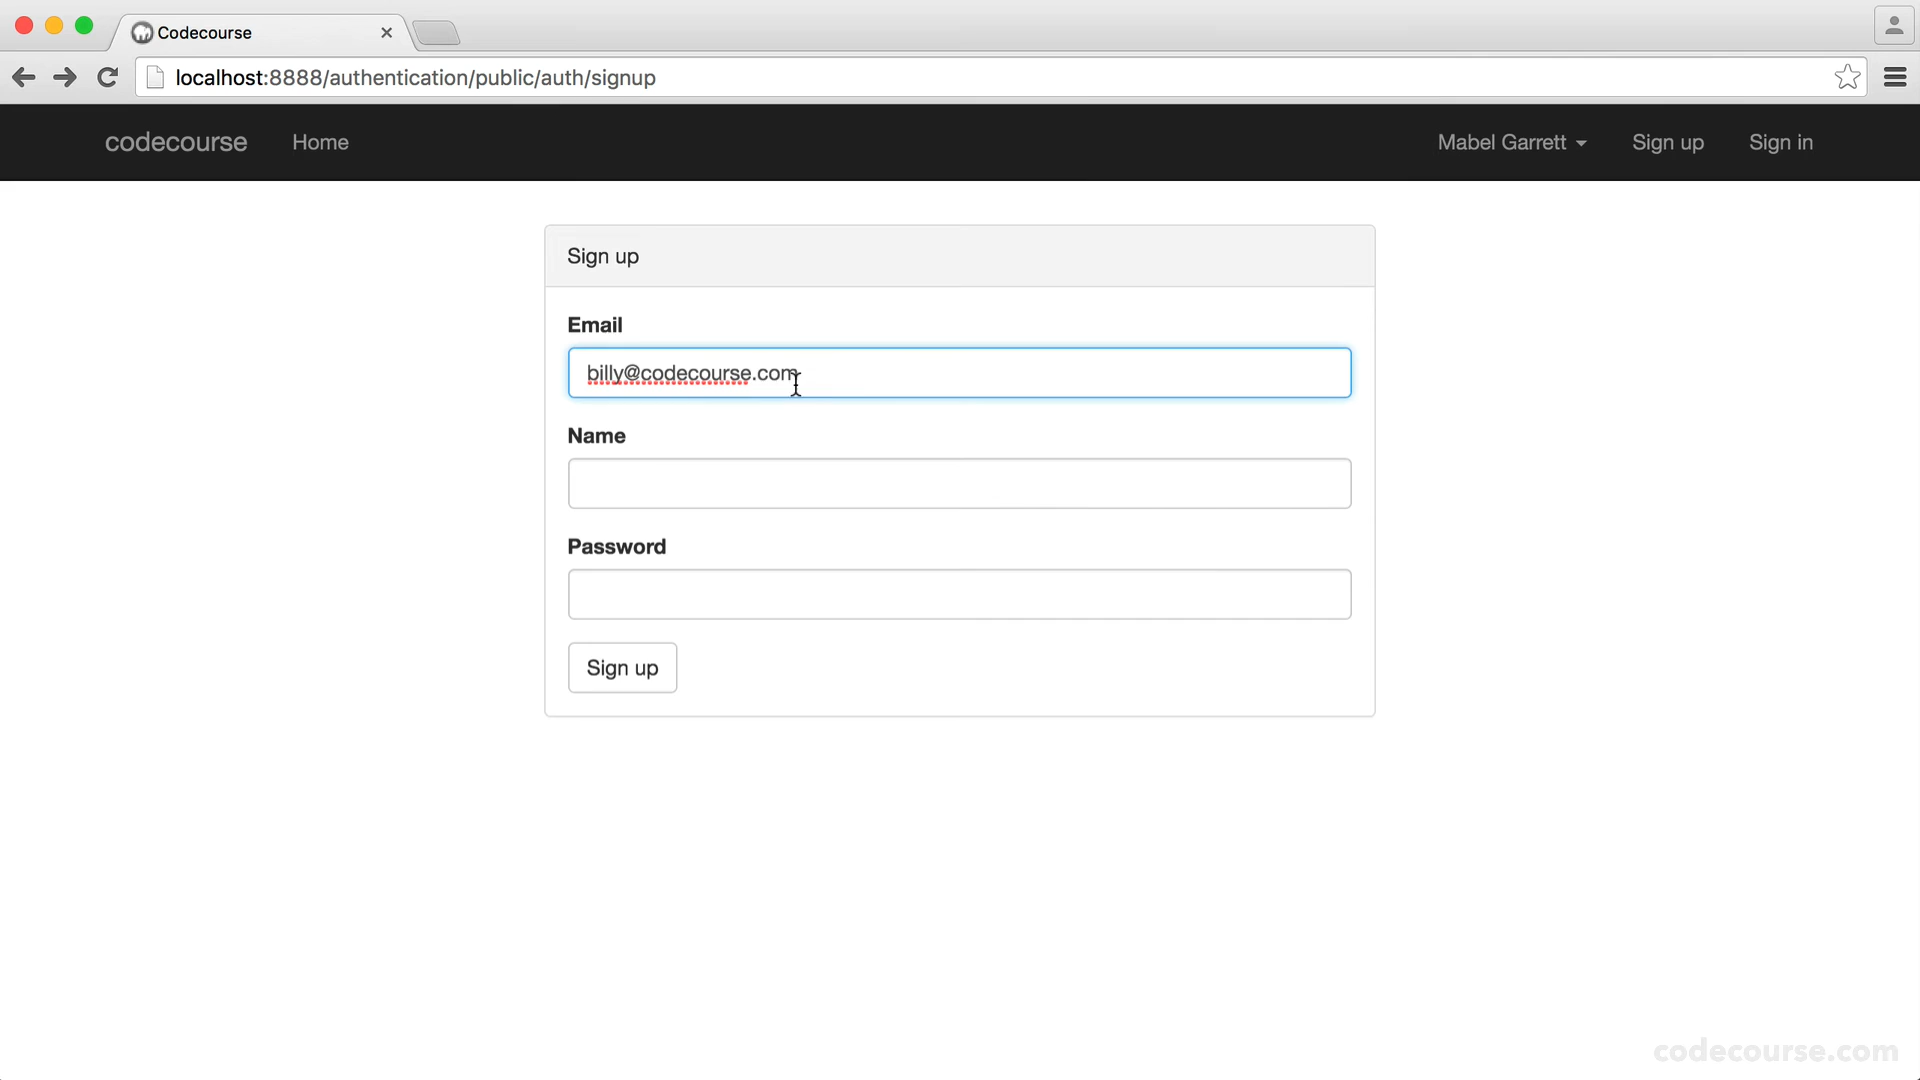 Codecourse
localhost:8888/authentication/public/auth/signup
codecourse Home Mabel Garrett Sign up Sign in
Sign up
Email
billy@codecourse.com
Name
Password
Sign up
codecourse.com